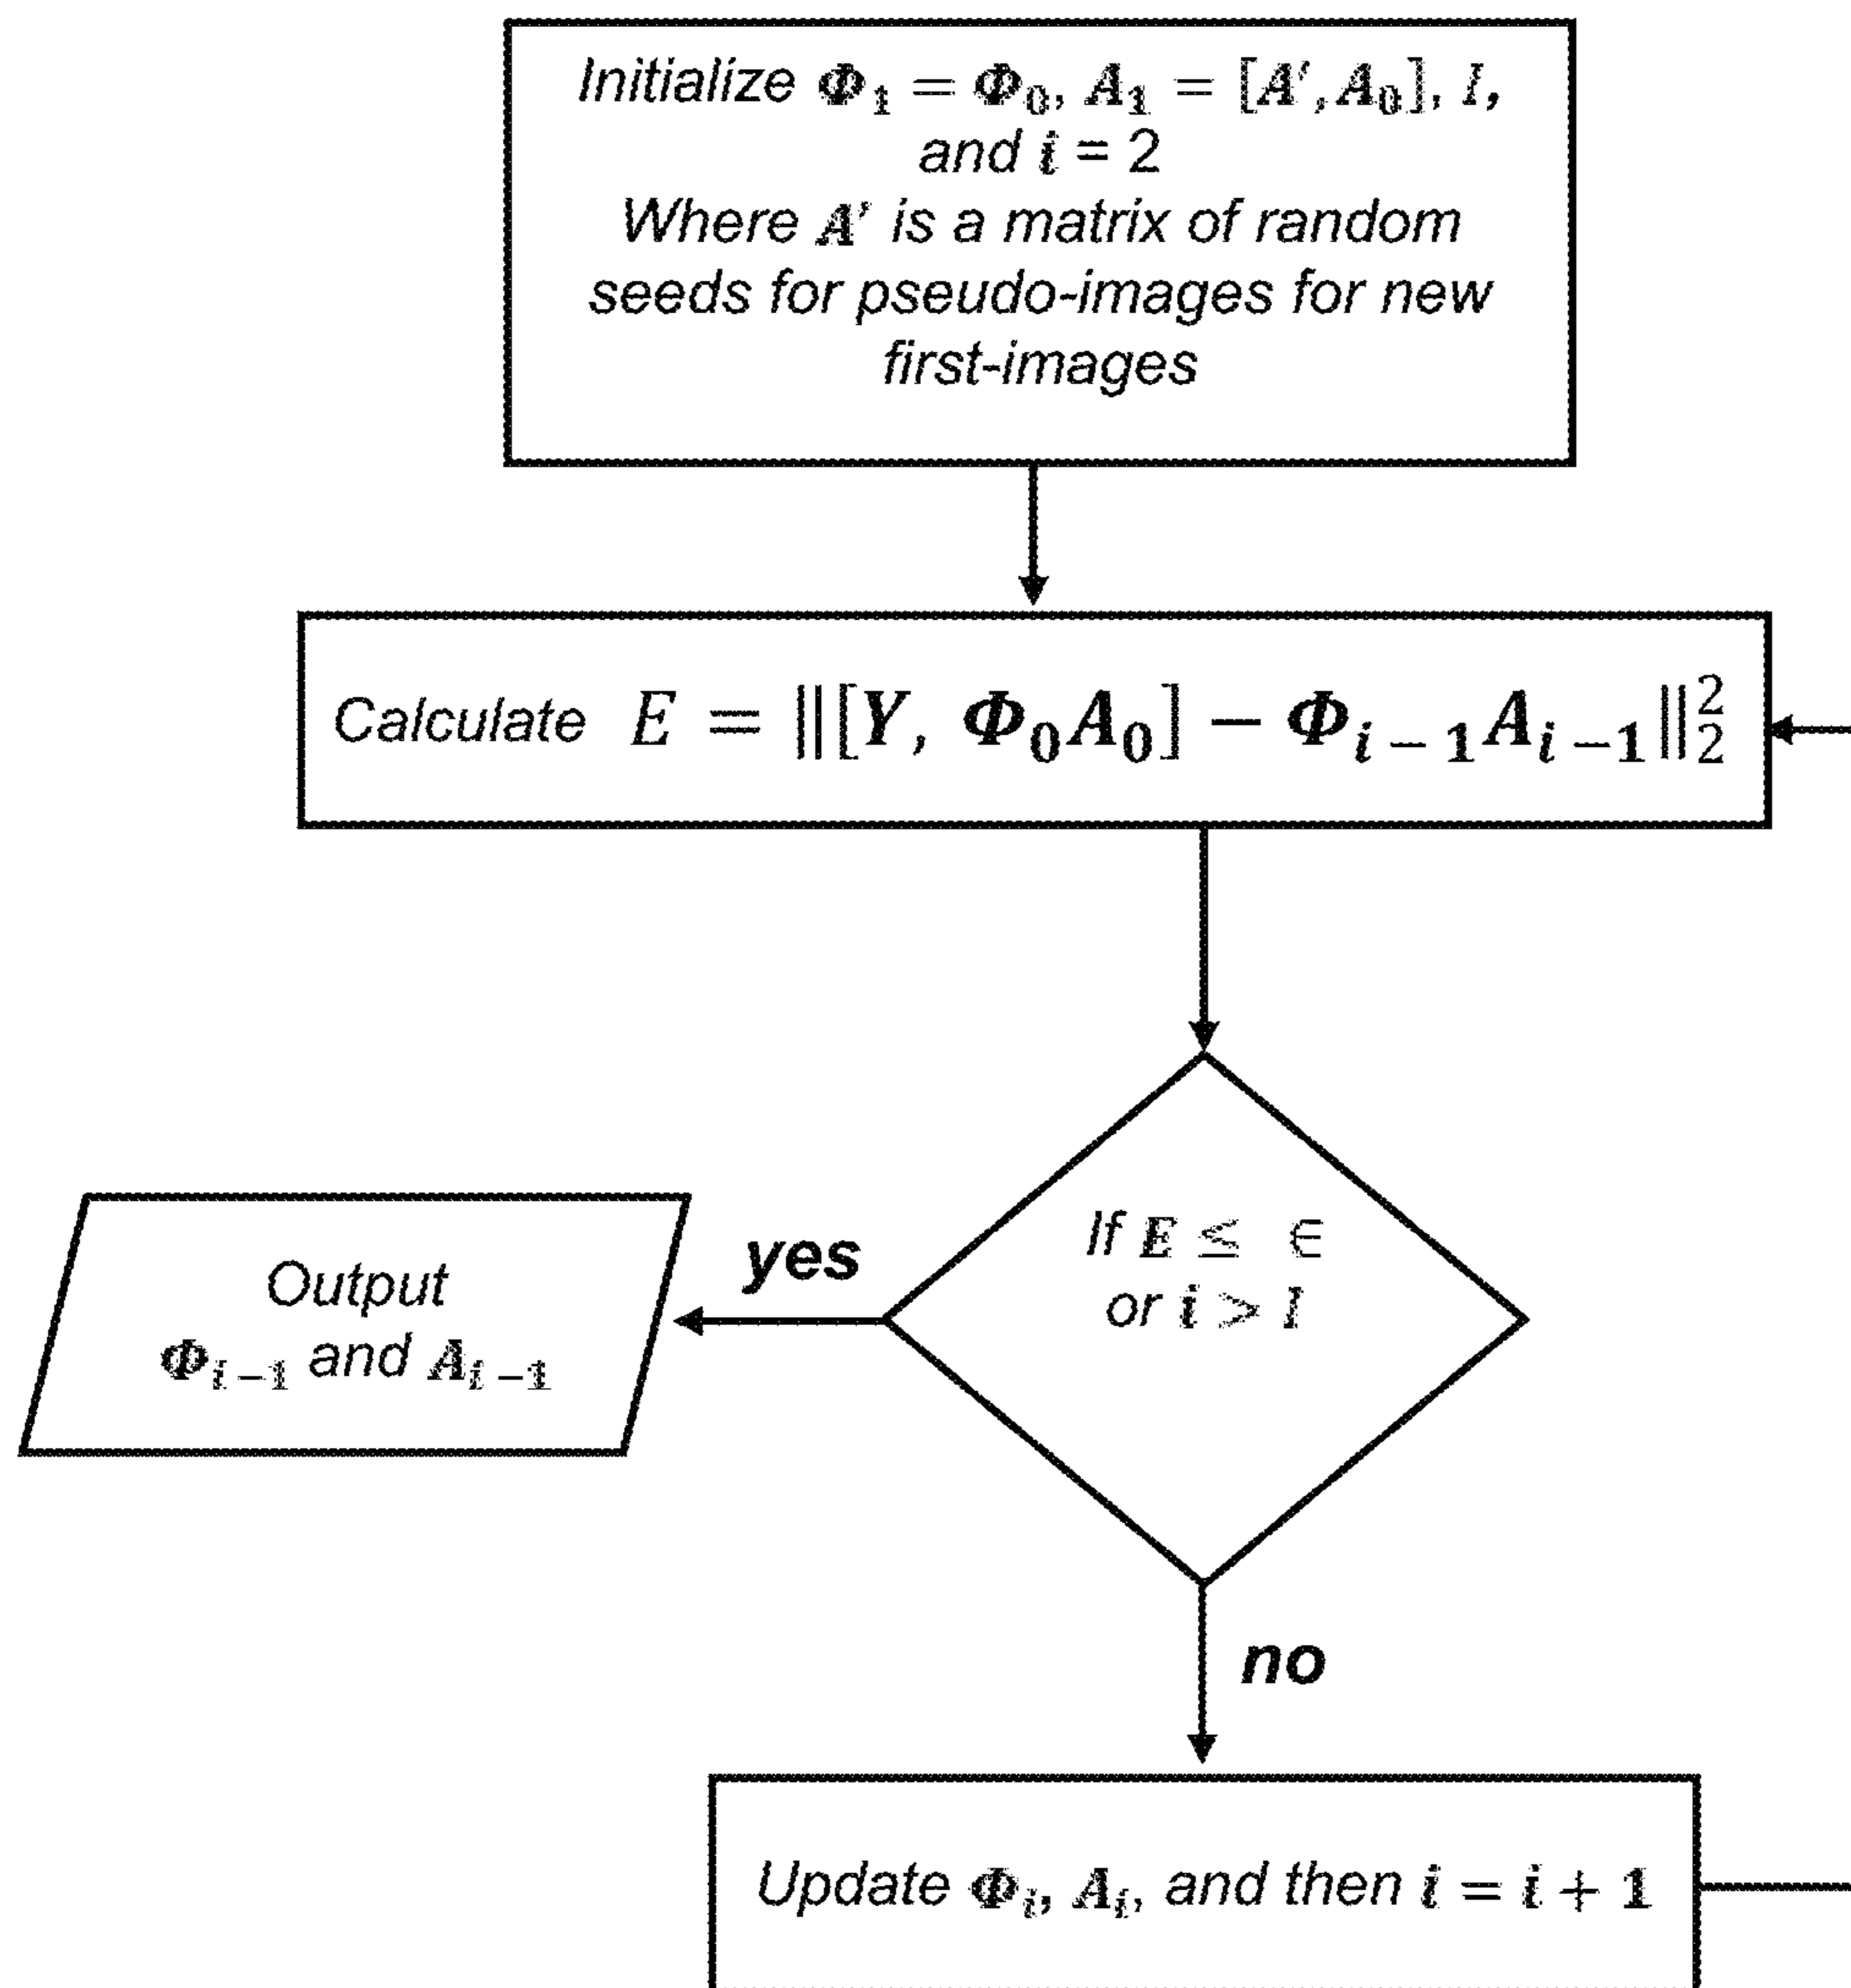 Initialize Φ₁ = Φ₀, A₁ = [A′, A₀], I,
and i = 2
Where A′ is a matrix of random
seeds for pseudo-images for new
first-images
Calculate E = ‖[Y, Φ₀A₀] − Φᵢ₋₁Aᵢ₋₁‖₂²
If E ≤ ∈
or i > I
yes
Output
Φᵢ₋₁ and Aᵢ₋₁
no
Update Φᵢ, Aᵢ, and then i = i + 1